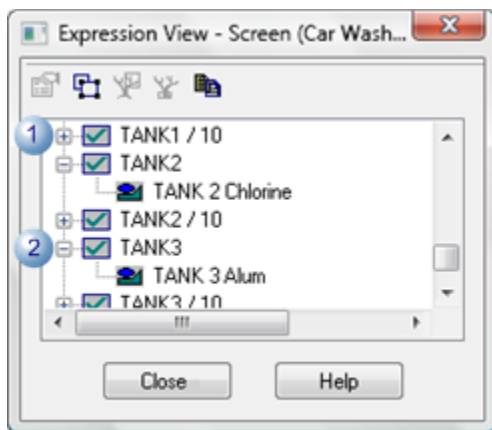 Expression View - Screen (Car Wash...
1 TANK1 / 10
TANK2
TANK 2 Chlorine
TANK2 / 10
2 TANK3
TANK 3 Alum
TANK3 / 10
Close Help